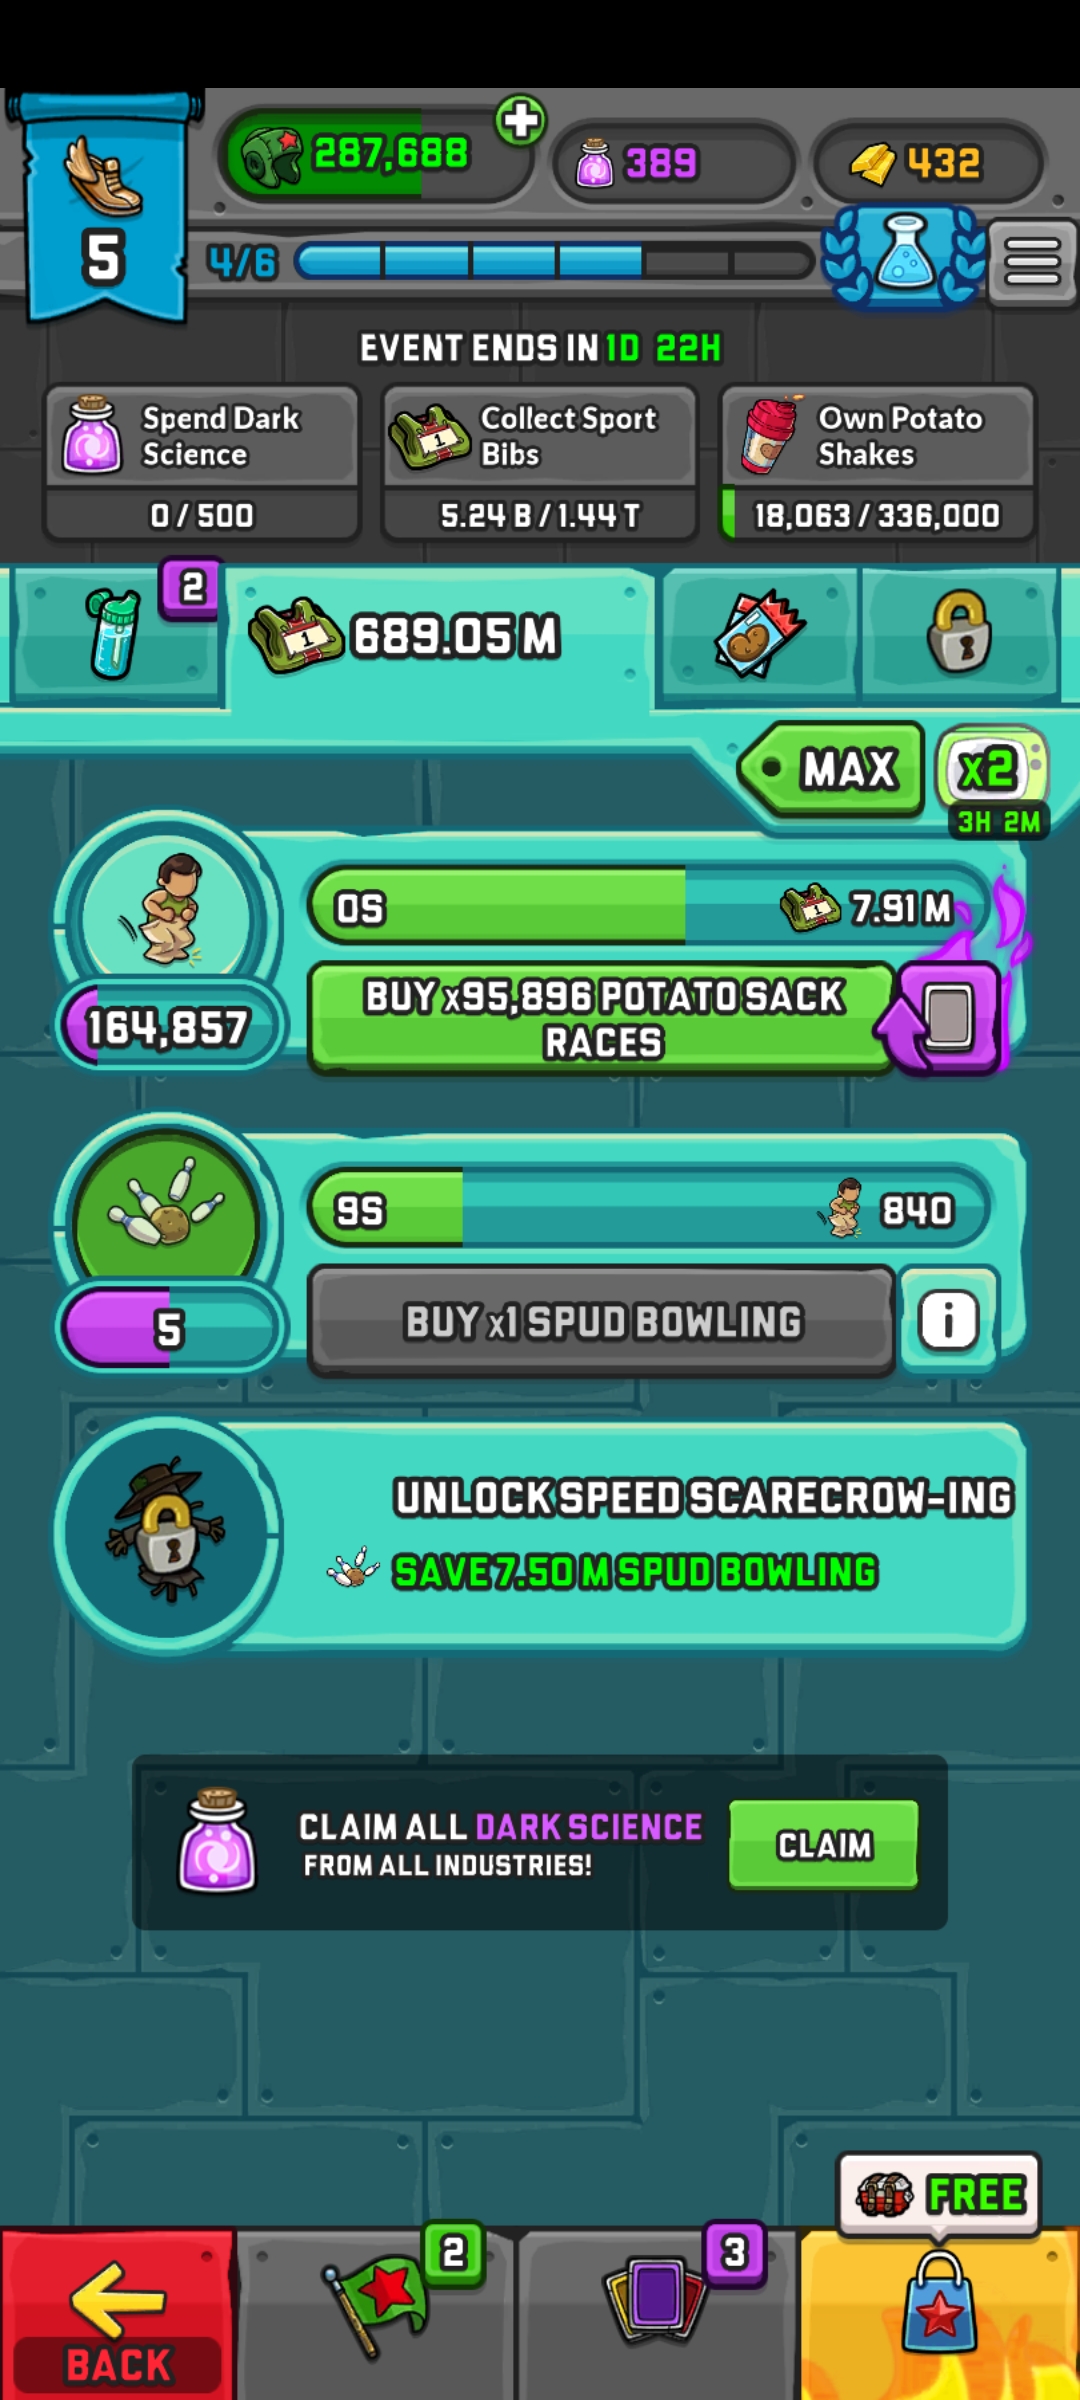 287,688
389
432
5
4/6
EVENT ENDS IN 1D 22H
Spend Dark
Science
0 / 500
Collect Sport
Bibs
5.24 B / 1.44 T
Own Potato
Shakes
18,063 / 336,000
2
1
689.05 M
MAX
x2
3H 2M
0S
1
7.91 M
164,857
BUY x95,896 POTATO SACK
RACES
9S
840
5
BUY x1 SPUD BOWLING
i
UNLOCK SPEED SCARECROW-ING
SAVE 7.50 M SPUD BOWLING
CLAIM ALL DARK SCIENCE
FROM ALL INDUSTRIES!
CLAIM
FREE
BACK
2
3